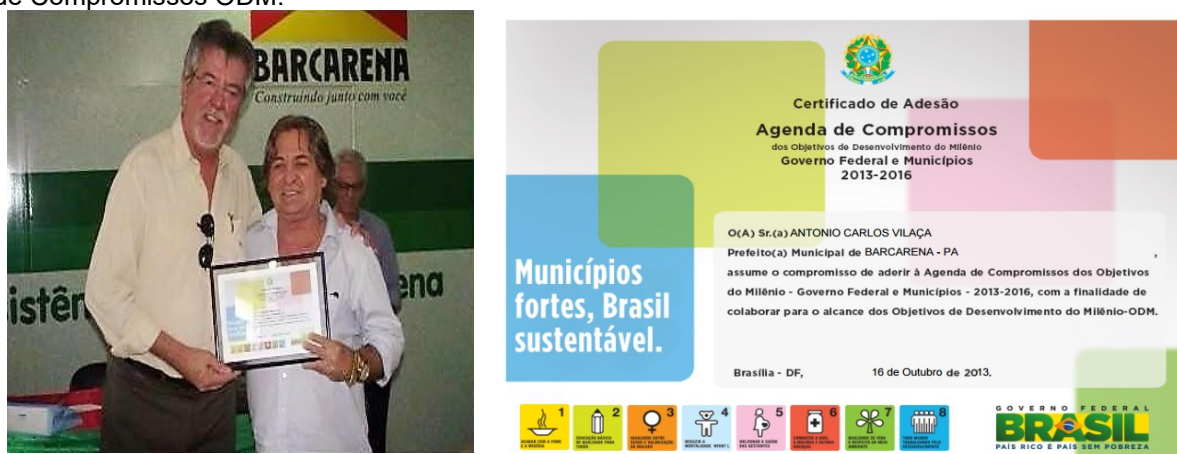 de Compromissos ODM.
BARCARENA
Construindo junto com você
istên
ena
Certificado de Adesão
Agenda de Compromissos
dos Objetivos de Desenvolvimento do Milênio
Governo Federal e Municípios
2013-2016
O(A) Sr.(a) ANTONIO CARLOS VILAÇA
Prefeito(a) Municipal de BARCARENA - PA ,
assume o compromisso de aderir à Agenda de Compromissos dos Objetivos
do Milênio - Governo Federal e Municípios - 2013-2016, com a finalidade de
colaborar para o alcance dos Objetivos de Desenvolvimento do Milênio-ODM.
Municípios
fortes, Brasil
sustentável.
Brasília - DF, 16 de Outubro de 2013.
1 2 3 4 5 6 7 8
GOVERNO FEDERAL
BRASIL
PAÍS RICO É PAÍS SEM POBREZA